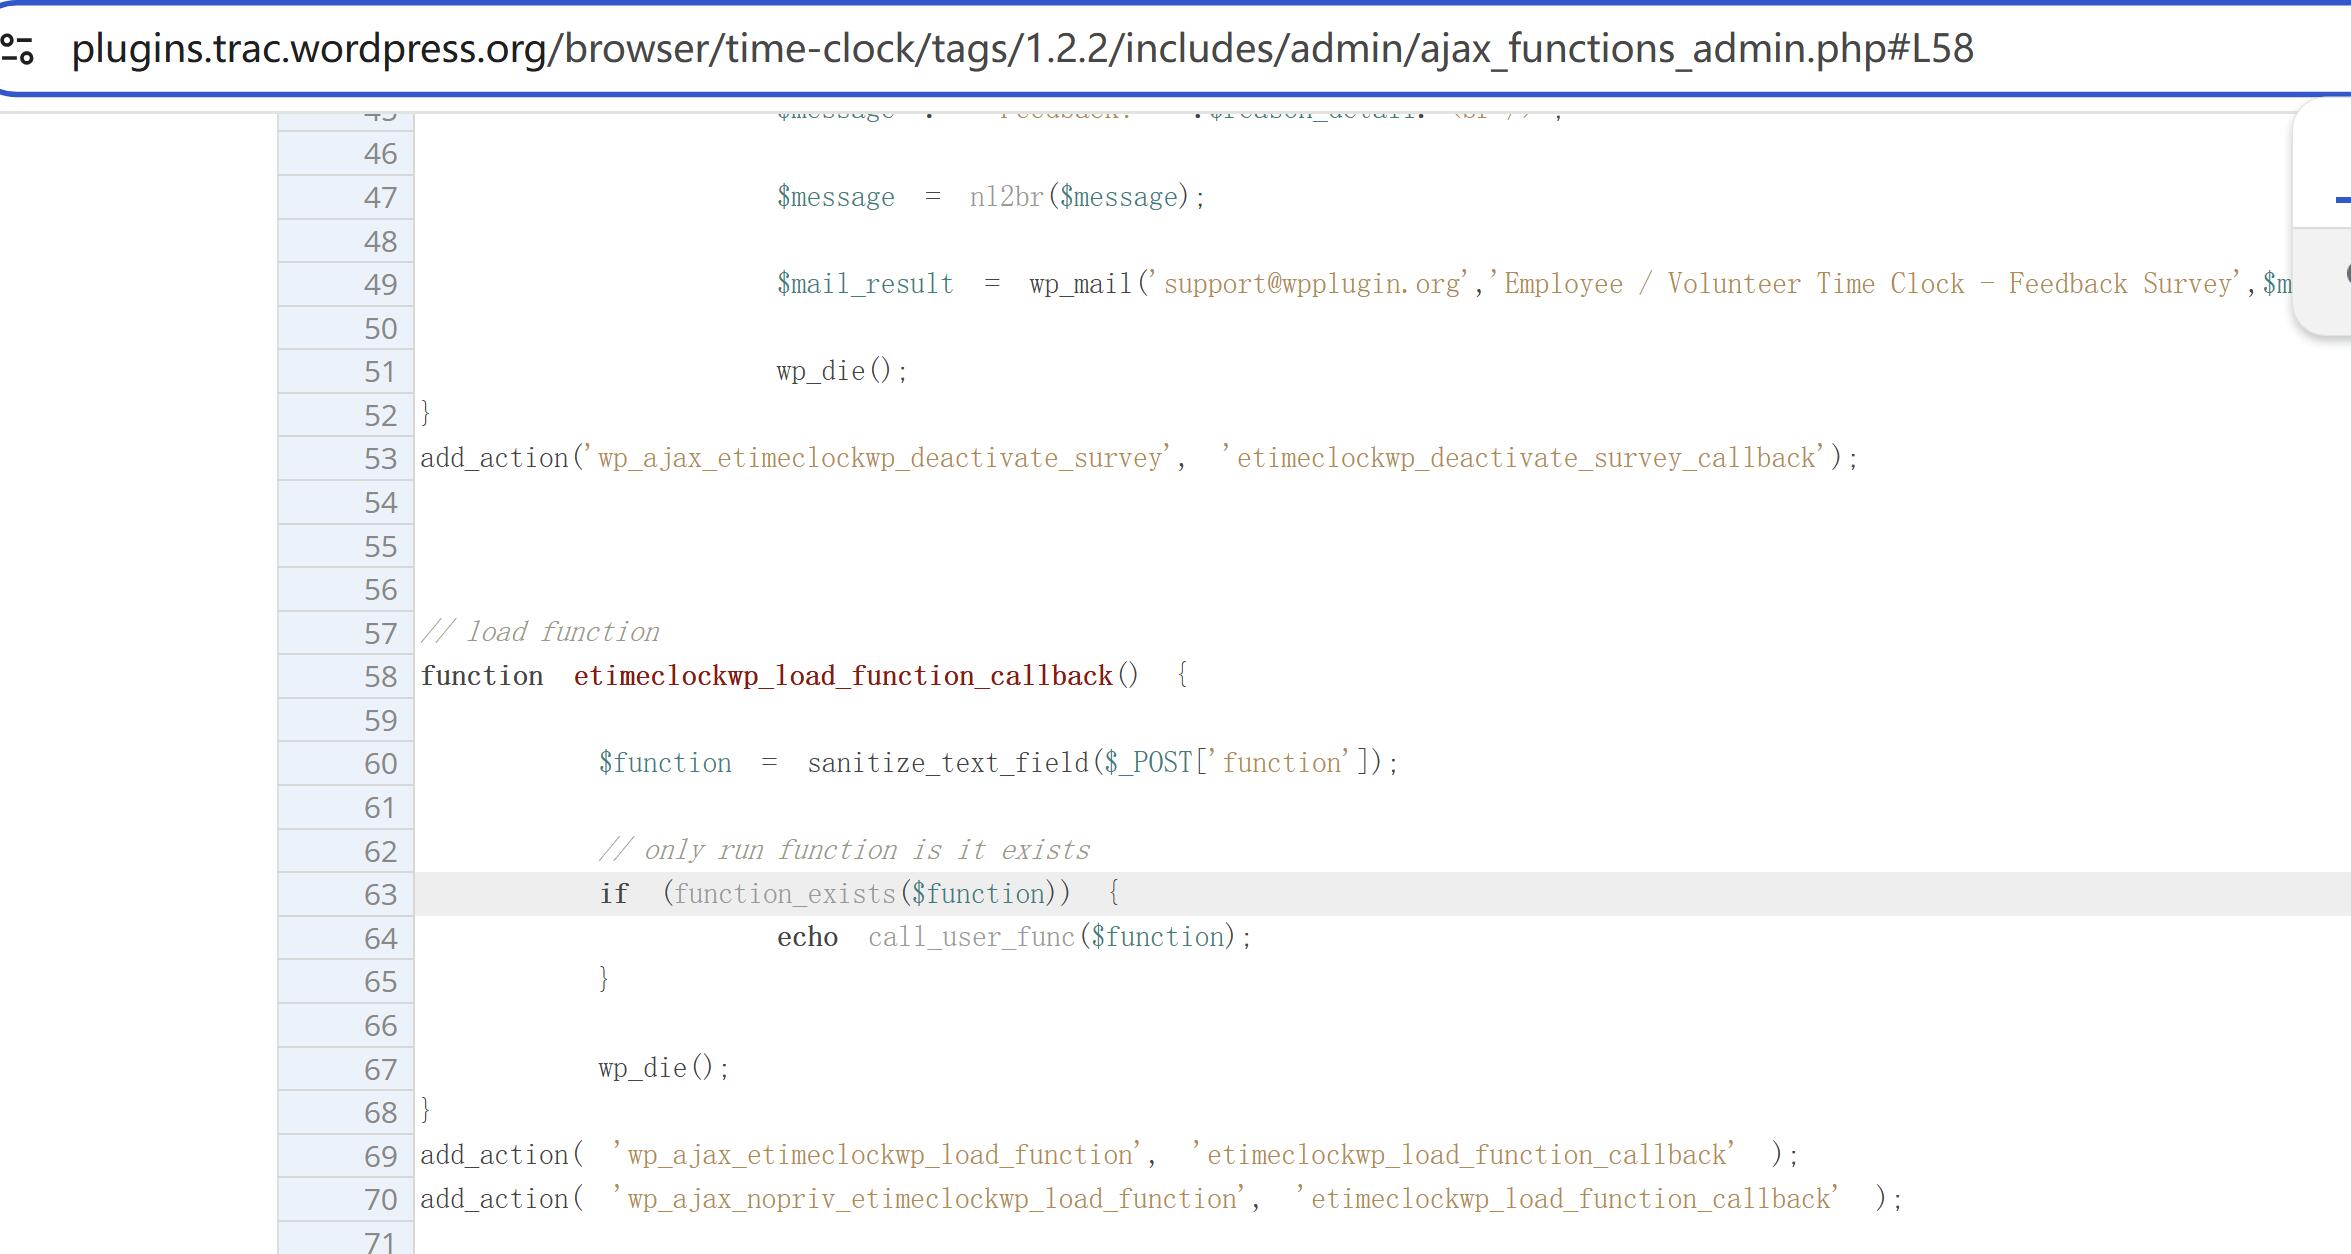 plugins.trac.wordpress.org/browser/time-clock/tags/1.2.2/includes/admin/ajax_functions_admin.php#L58
45 $message . Feedback: .$reason_detail.
46
47 $message = nl2br($message);
48
49 $mail_result = wp_mail('support@wpplugin.org','Employee / Volunteer Time Clock - Feedback Survey',$m
50
51 wp_die();
52 }
53 add_action('wp_ajax_etimeclockwp_deactivate_survey', 'etimeclockwp_deactivate_survey_callback');
54
55
56
57 // load function
58 function etimeclockwp_load_function_callback() {
59
60 $function = sanitize_text_field($_POST['function']);
61
62 // only run function is it exists
63 if (function_exists($function)) {
64 echo call_user_func($function);
65 }
66
67 wp_die();
68 }
69 add_action( 'wp_ajax_etimeclockwp_load_function', 'etimeclockwp_load_function_callback' );
70 add_action( 'wp_ajax_nopriv_etimeclockwp_load_function', 'etimeclockwp_load_function_callback' );
71